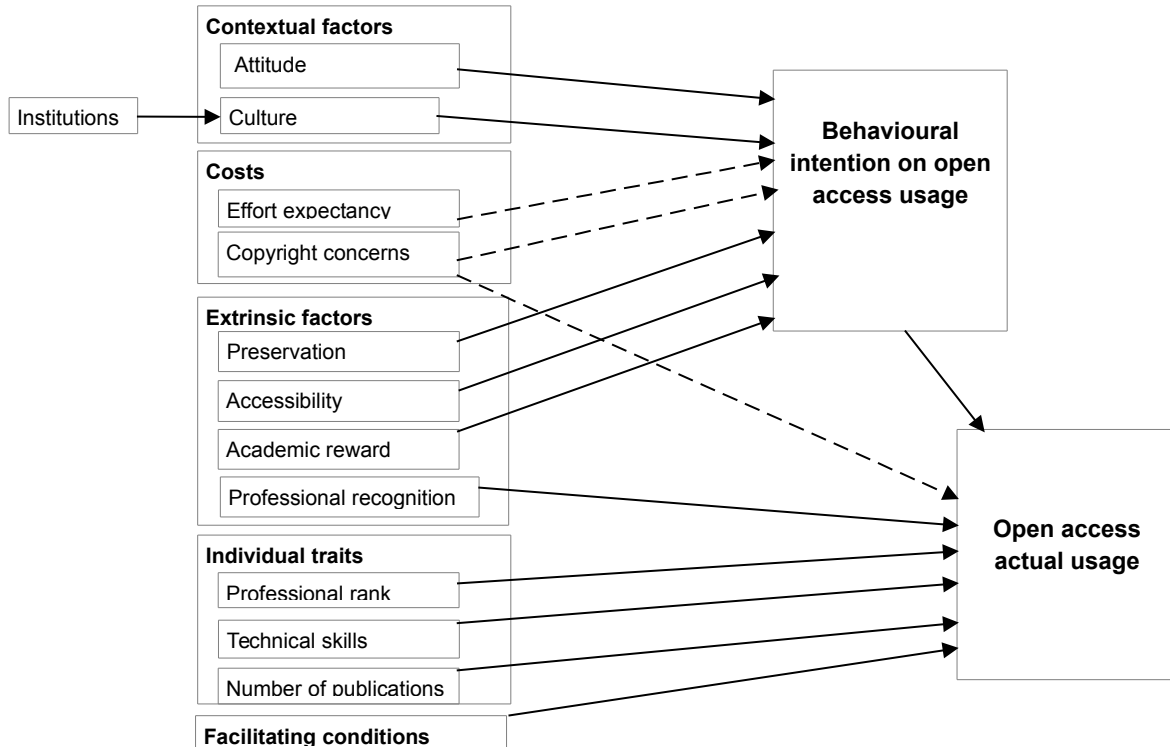 Contextual factors
Attitude
Institutions
Culture
Costs
Effort expectancy
Copyright concerns
Extrinsic factors
Preservation
Accessibility
Academic reward
Professional recognition
Individual traits
Professional rank
Technical skills
Number of publications
Facilitating conditions
Behavioural
intention on open
access usage
Open access
actual usage